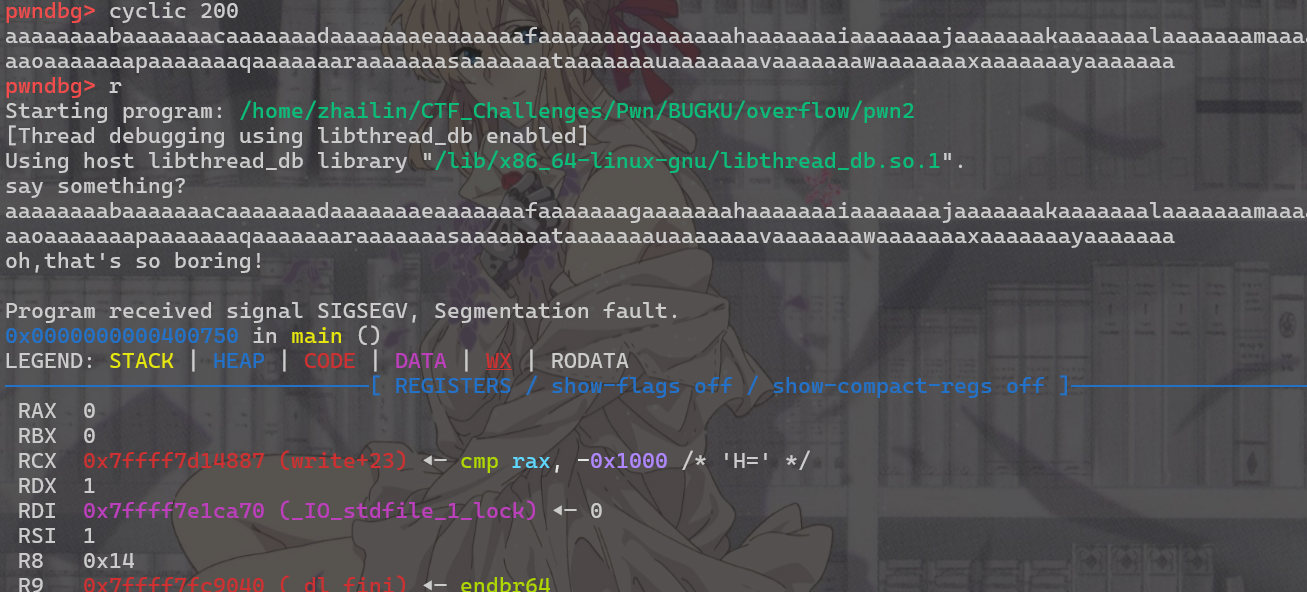 pwndbg> cyclic 200
aaaaaaaabaaaaaaacaaaaaaadaaaaaaaeaaaaaaafaaaaaaagaaaaaaahaaaaaaaiaaaaaaajaaaaaaakaaaaaaalaaaaaaamaaa
aaoaaaaaaapaaaaaaaqaaaaaaaraaaaaaasaaaaaaataaaaaaauaaaaaaavaaaaaaawaaaaaaaxaaaaaaayaaaaaaa
pwndbg> r
Starting program: /home/zhailin/CTF_Challenges/Pwn/BUGKU/overflow/pwn2
[Thread debugging using libthread_db enabled]
Using host libthread_db library "/lib/x86_64-linux-gnu/libthread_db.so.1".
say something?
aaaaaaaabaaaaaaacaaaaaaadaaaaaaaeaaaaaaafaaaaaaagaaaaaaahaaaaaaaiaaaaaaajaaaaaaakaaaaaaalaaaaaaamaaa
aaoaaaaaaapaaaaaaaqaaaaaaaraaaaaaasaaaaaaataaaaaaauaaaaaaavaaaaaaawaaaaaaaxaaaaaaayaaaaaaa
oh,that's so boring!
Program received signal SIGSEGV, Segmentation fault.
0x0000000000400750 in main ()
LEGEND: STACK | HEAP | CODE | DATA | WX | RODATA
[ REGISTERS / show-flags off / show-compact-regs off ]
RAX 0
RBX 0
RCX 0x7ffff7d14887 (write+23) ◂— cmp rax, -0x1000 /* 'H=' */
RDX 1
RDI 0x7ffff7e1ca70 (_IO_stdfile_1_lock) ◂— 0
RSI 1
R8 0x14
R9 0x7ffff7fc9040 (_dl_fini) ◂— endbr64